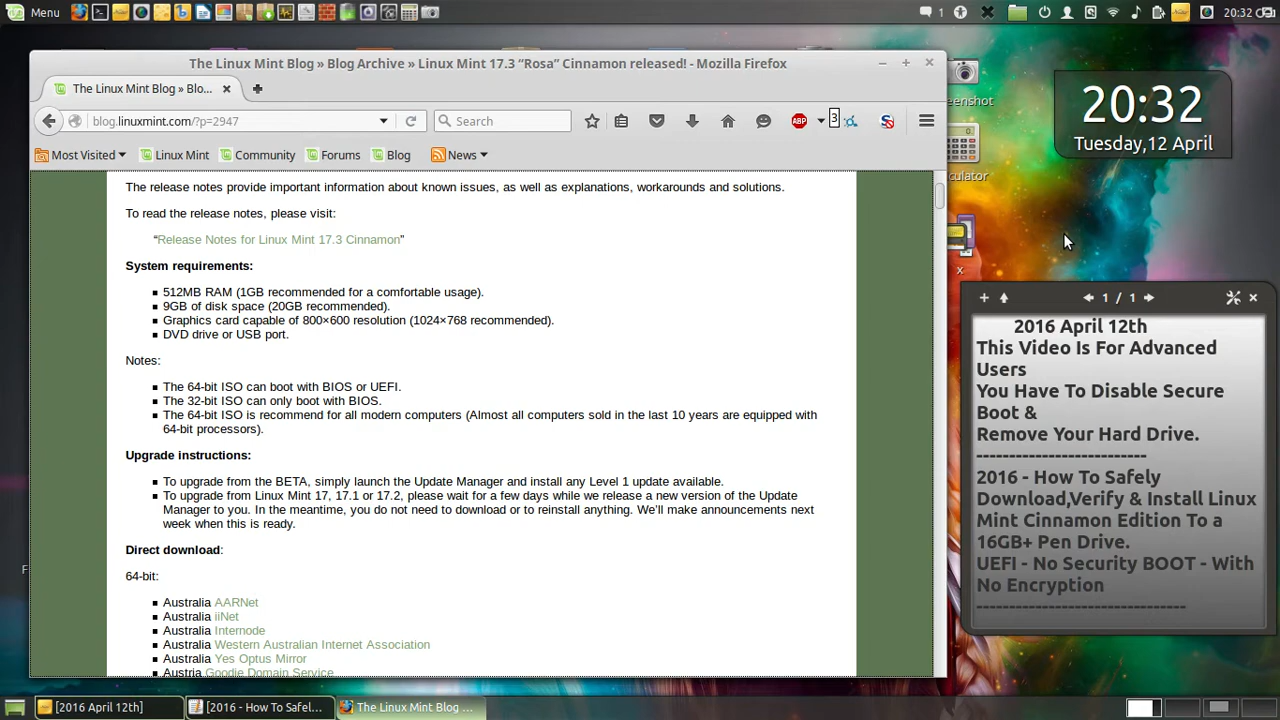 Menu
1
20:32
The Linux Mint Blog » Blog Archive » Linux Mint 17.3 “Rosa” Cinnamon released! - Mozilla Firefox
The Linux Mint Blog » Blo...
blog.linuxmint.com/?p=2947
Search
ABP
3
Most Visited
Linux Mint
Community
Forums
Blog
News
The release notes provide important information about known issues, as well as explanations, workarounds and solutions.
To read the release notes, please visit:
“Release Notes for Linux Mint 17.3 Cinnamon”
System requirements:
512MB RAM (1GB recommended for a comfortable usage).
9GB of disk space (20GB recommended).
Graphics card capable of 800×600 resolution (1024×768 recommended).
DVD drive or USB port.
Notes:
The 64-bit ISO can boot with BIOS or UEFI.
The 32-bit ISO can only boot with BIOS.
The 64-bit ISO is recommend for all modern computers (Almost all computers sold in the last 10 years are equipped with
64-bit processors).
Upgrade instructions:
To upgrade from the BETA, simply launch the Update Manager and install any Level 1 update available.
To upgrade from Linux Mint 17, 17.1 or 17.2, please wait for a few days while we release a new version of the Update
Manager to you. In the meantime, you do not need to download or to reinstall anything. We’ll make announcements next
week when this is ready.
Direct download:
64-bit:
Australia AARNet
Australia iiNet
Australia Internode
Australia Western Australian Internet Association
Australia Yes Optus Mirror
Austria Goodie Domain Service
eenshot
culator
x
20:32
Tuesday,12 April
1 / 1
2016 April 12th
This Video Is For Advanced
Users
You Have To Disable Secure
Boot &
Remove Your Hard Drive.
----------------------------
2016 - How To Safely
Download,Verify & Install Linux
Mint Cinnamon Edition To a
16GB+ Pen Drive.
UEFI - No Security BOOT - With
No Encryption
----------------------------------
[2016 April 12th]
[2016 - How To Safel...
The Linux Mint Blog ...